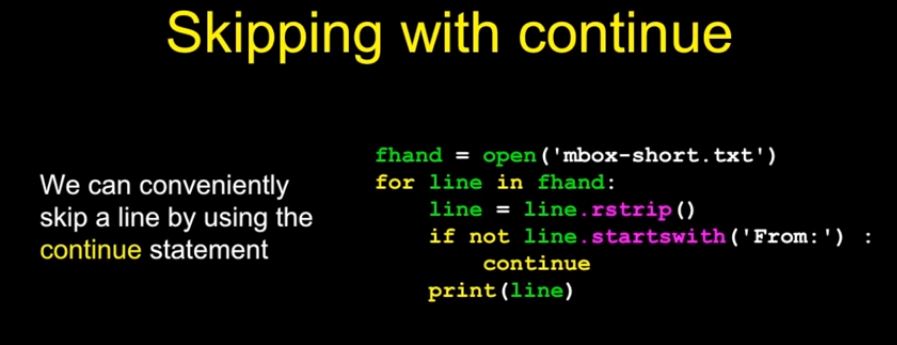 Skipping with continue
We can conveniently
skip a line by using the
continue statement
fhand = open('mbox-short.txt')
for line in fhand:
    line = line.rstrip()
    if not line.startswith('From:') :
        continue
    print(line)